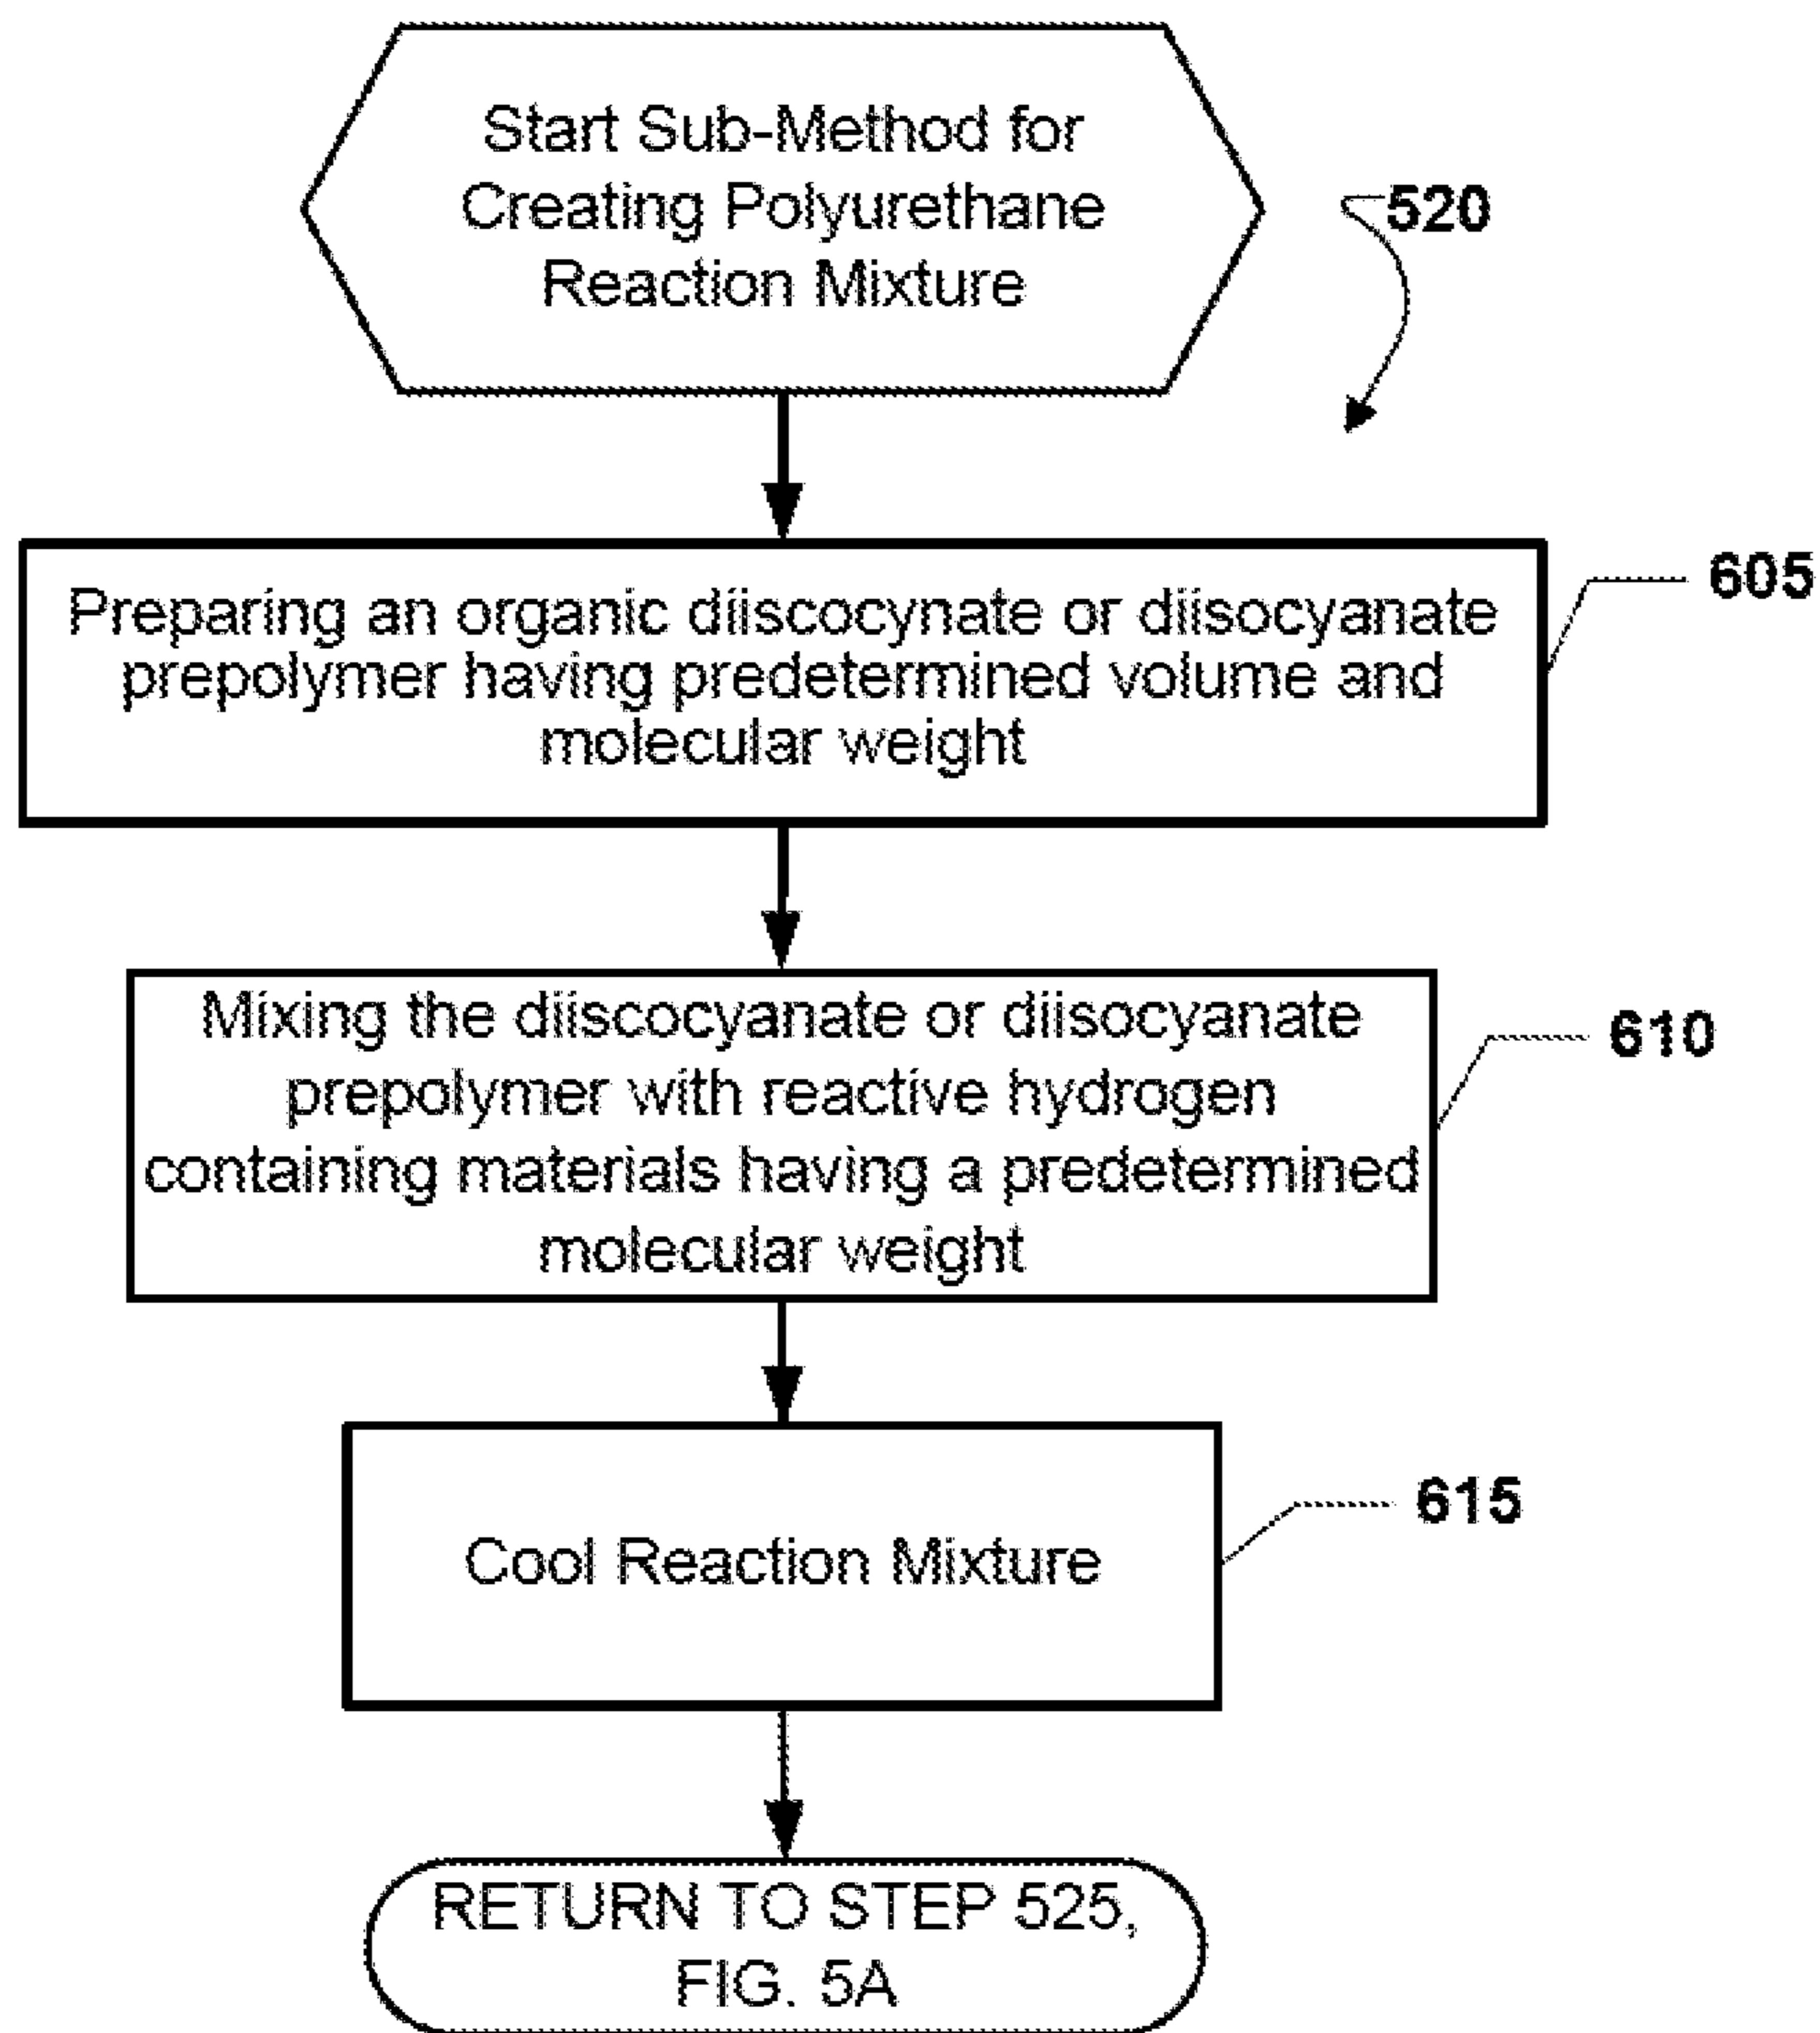 Start Sub-Method for
Creating Polyurethane
Reaction Mixture
520
Preparing an organic diiscocynate or diisocyanate
prepolymer having predetermined volume and
molecular weight
605
Mixing the diiscocyanate or diisocyanate
prepolymer with reactive hydrogen
containing materials having a predetermined
molecular weight
610
Cool Reaction Mixture
615
RETURN TO STEP 525,
FIG. 5A